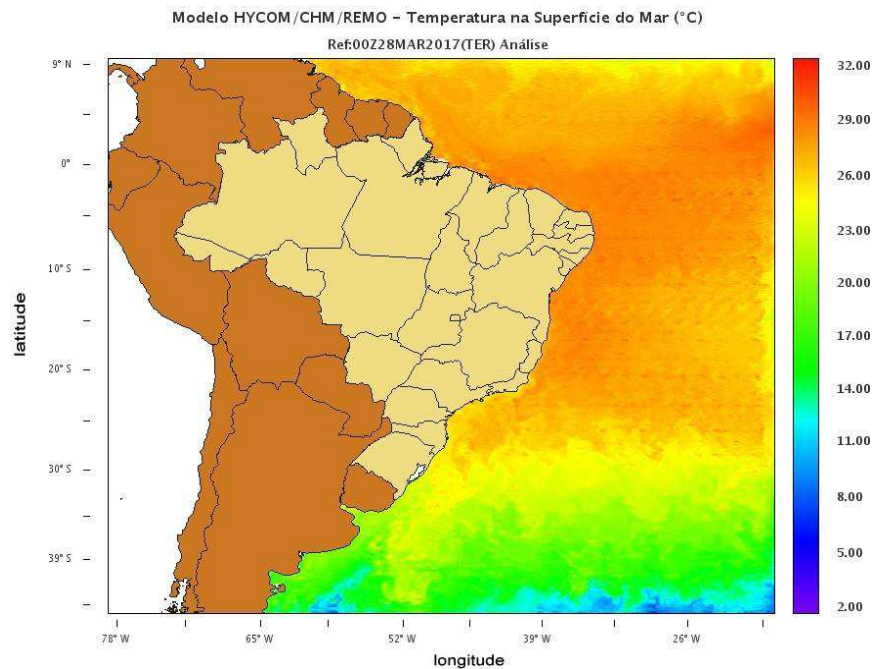 Modelo HYCOM/CHM/REMO – Temperatura na Superfície do Mar (°C)
Ref:00Z28MAR2017(TER) Análise
9° N
0°
10°S
20°S
30°S
39°S
latitude
78° W
65° W
52° W
39° W
26° W
longitude
32.00
29.00
26.00
23.00
20.00
17.00
14.00
11.00
8.00
5.00
2.00